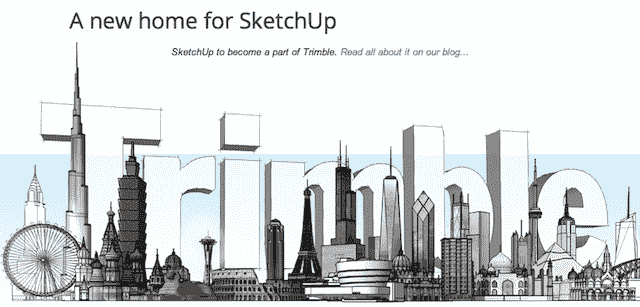 A new home for SketchUp
SketchUp to become a part of Trimble. Read all about it on our blog...
Trimble